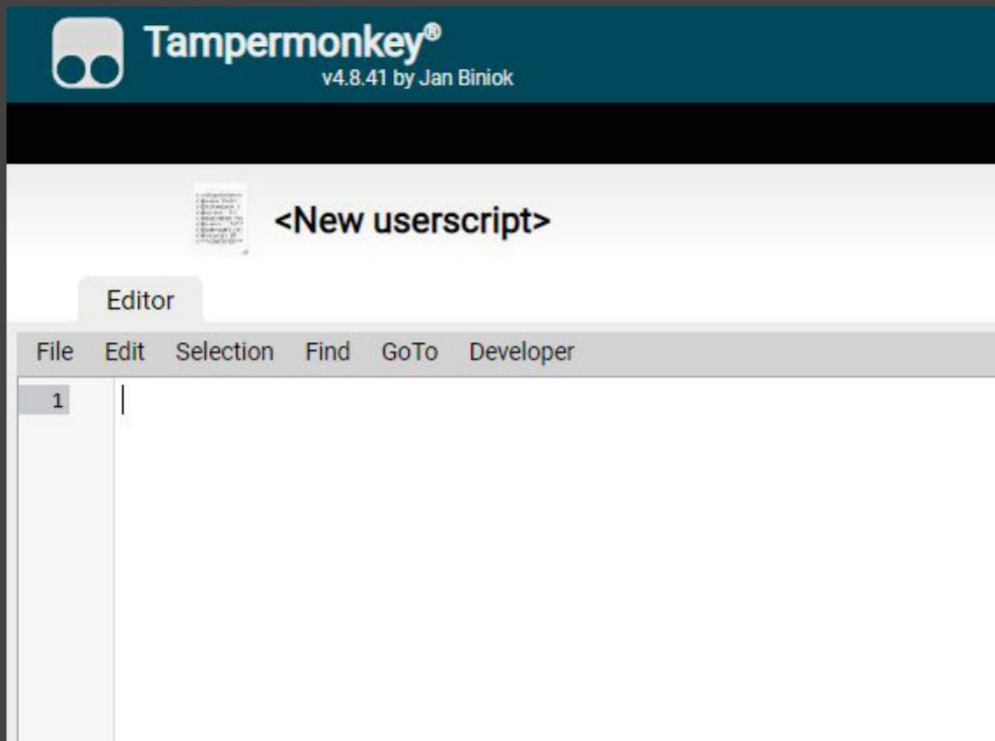 Tampermonkey®
v4.8.41 by Jan Biniok
<New userscript>
Editor
File Edit Selection Find GoTo Developer
1